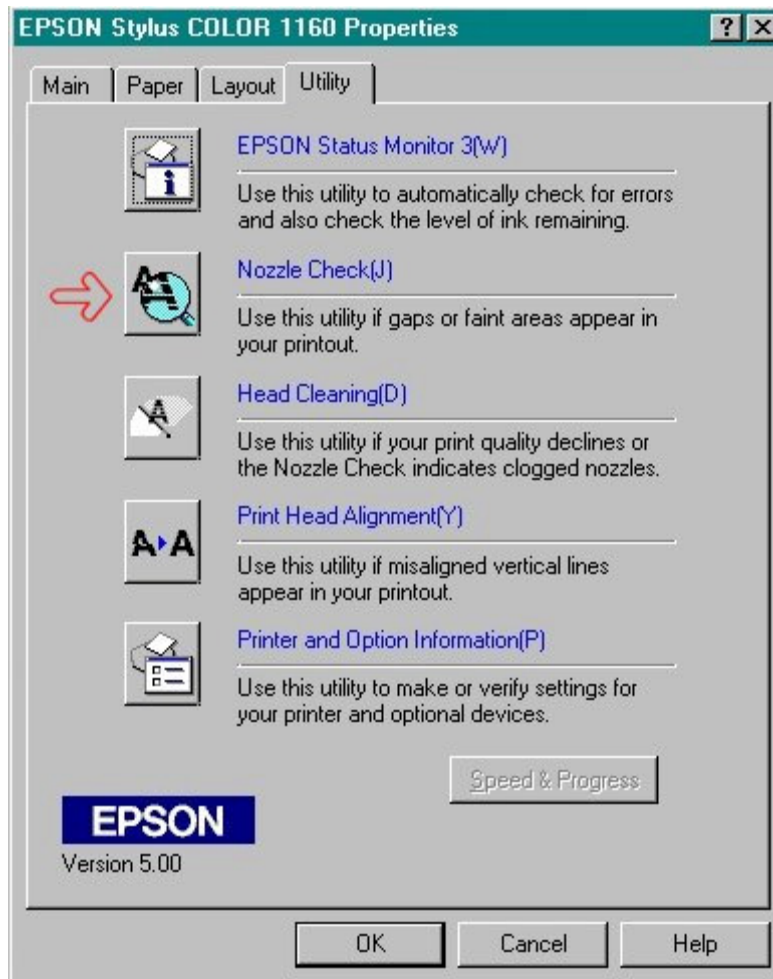 EPSON Stylus COLOR 1160 Properties
Main Paper Layout Utility
EPSON Status Monitor 3(W)
Use this utility to automatically check for errors
and also check the level of ink remaining.
Nozzle Check(J)
Use this utility if gaps or faint areas appear in
your printout.
Head Cleaning(D)
Use this utility if your print quality declines or
the Nozzle Check indicates clogged nozzles.
Print Head Alignment(Y)
Use this utility if misaligned vertical lines
appear in your printout.
Printer and Option Information(P)
Use this utility to make or verify settings for
your printer and optional devices.
Speed & Progress
EPSON
Version 5.00
OK Cancel Help